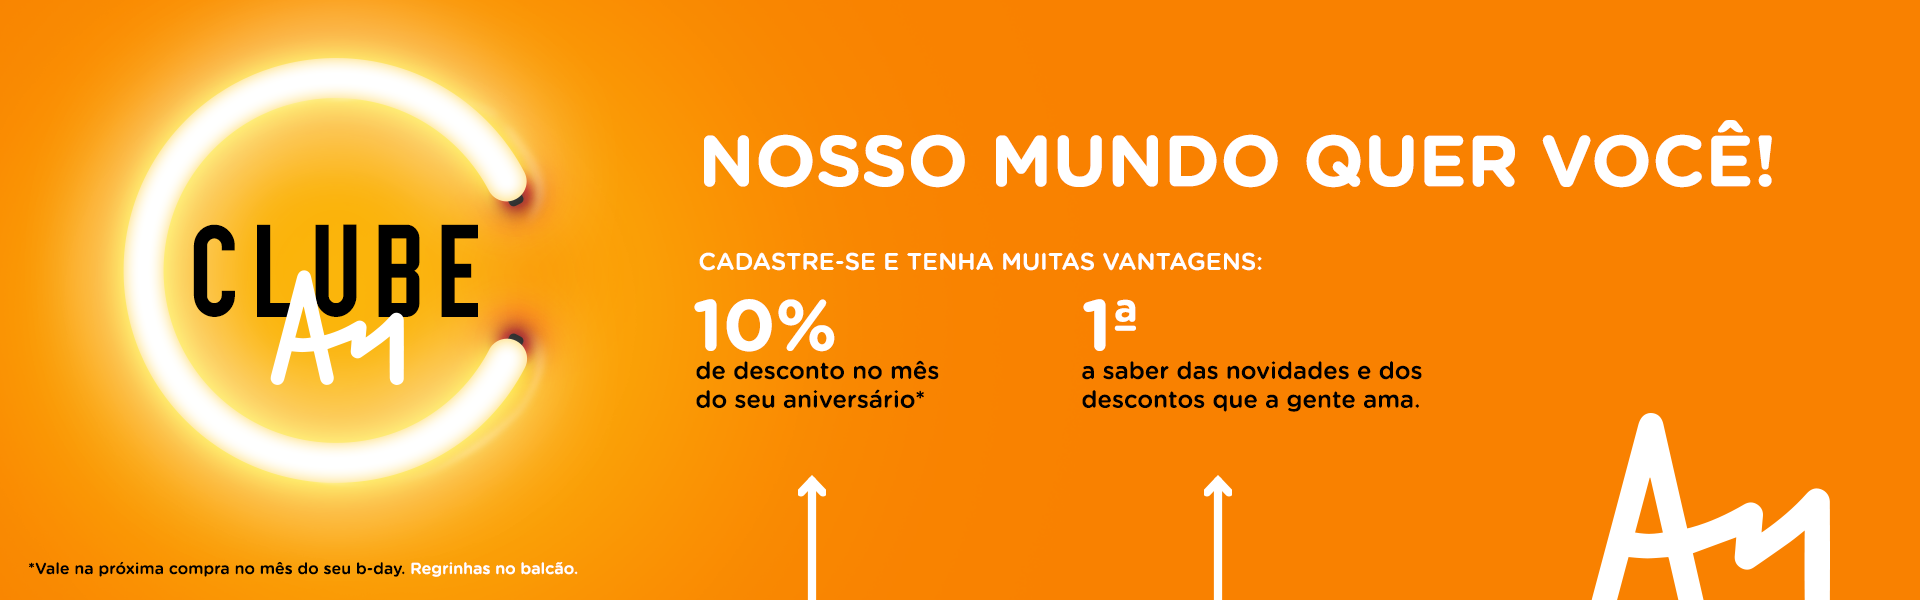 CLUBE
Am
NOSSO MUNDO QUER VOCÊ!
CADASTRE-SE E TENHA MUITAS VANTAGENS:
10%
de desconto no mês
do seu aniversário*
1ª
a saber das novidades e dos
descontos que a gente ama.
*Vale na próxima compra no mês do seu b-day. Regrinhas no balcão.
Am